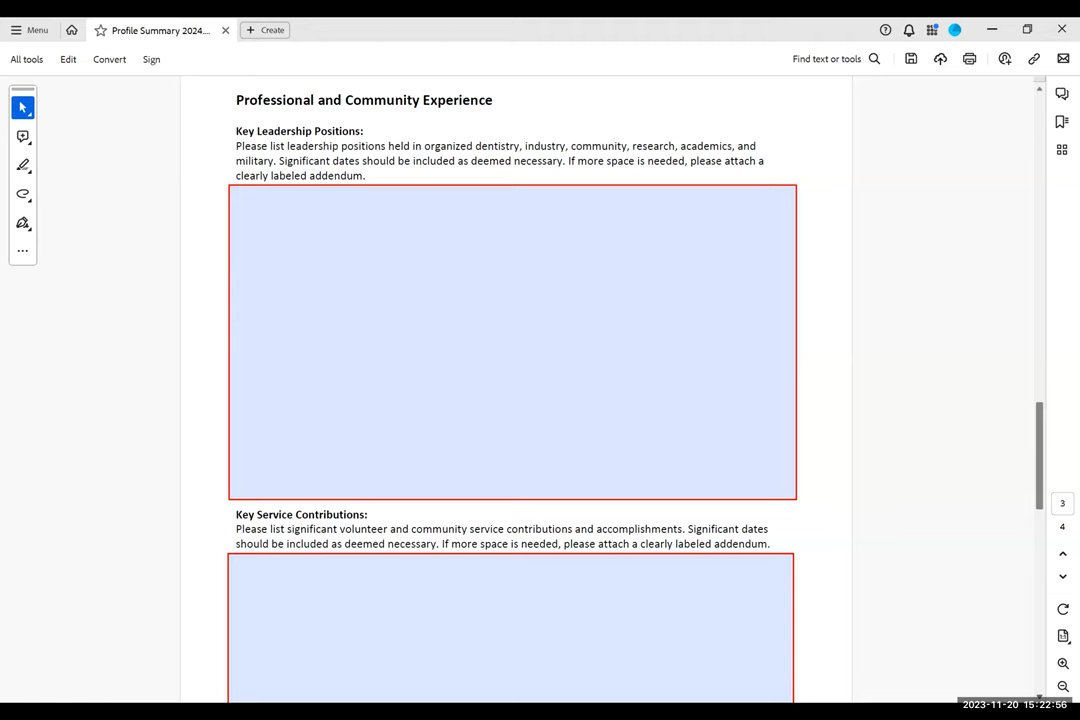 Menu
Profile Summary 2024....
Create
All tools
Edit
Convert
Sign
Find text or tools
Professional and Community Experience
Key Leadership Positions:
Please list leadership positions held in organized dentistry, industry, community, research, academics, and
military. Significant dates should be included as deemed necessary. If more space is needed, please attach a
clearly labeled addendum.
Key Service Contributions:
Please list significant volunteer and community service contributions and accomplishments. Significant dates
should be included as deemed necessary. If more space is needed, please attach a clearly labeled addendum.
3
4
2023-11-20 15:22:56